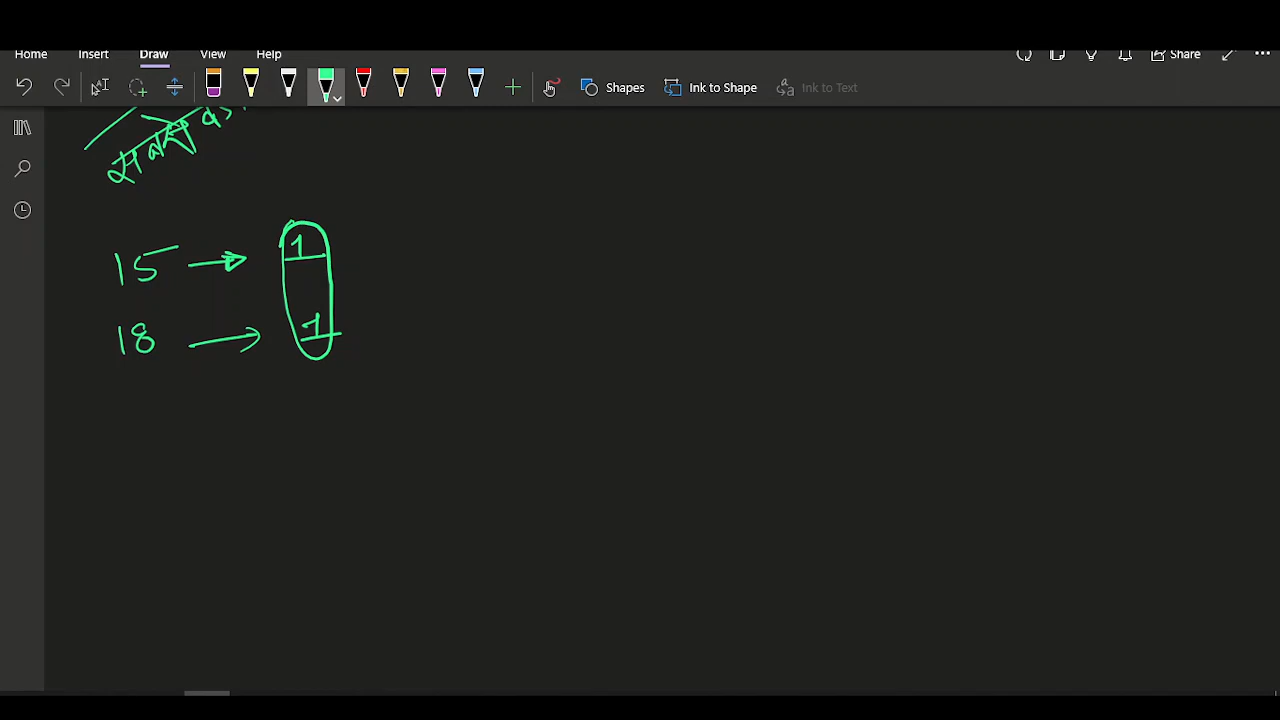 Home Insert Draw View Help Share
Shapes Ink to Shape Ink to Text
15 → 1
18 → 1